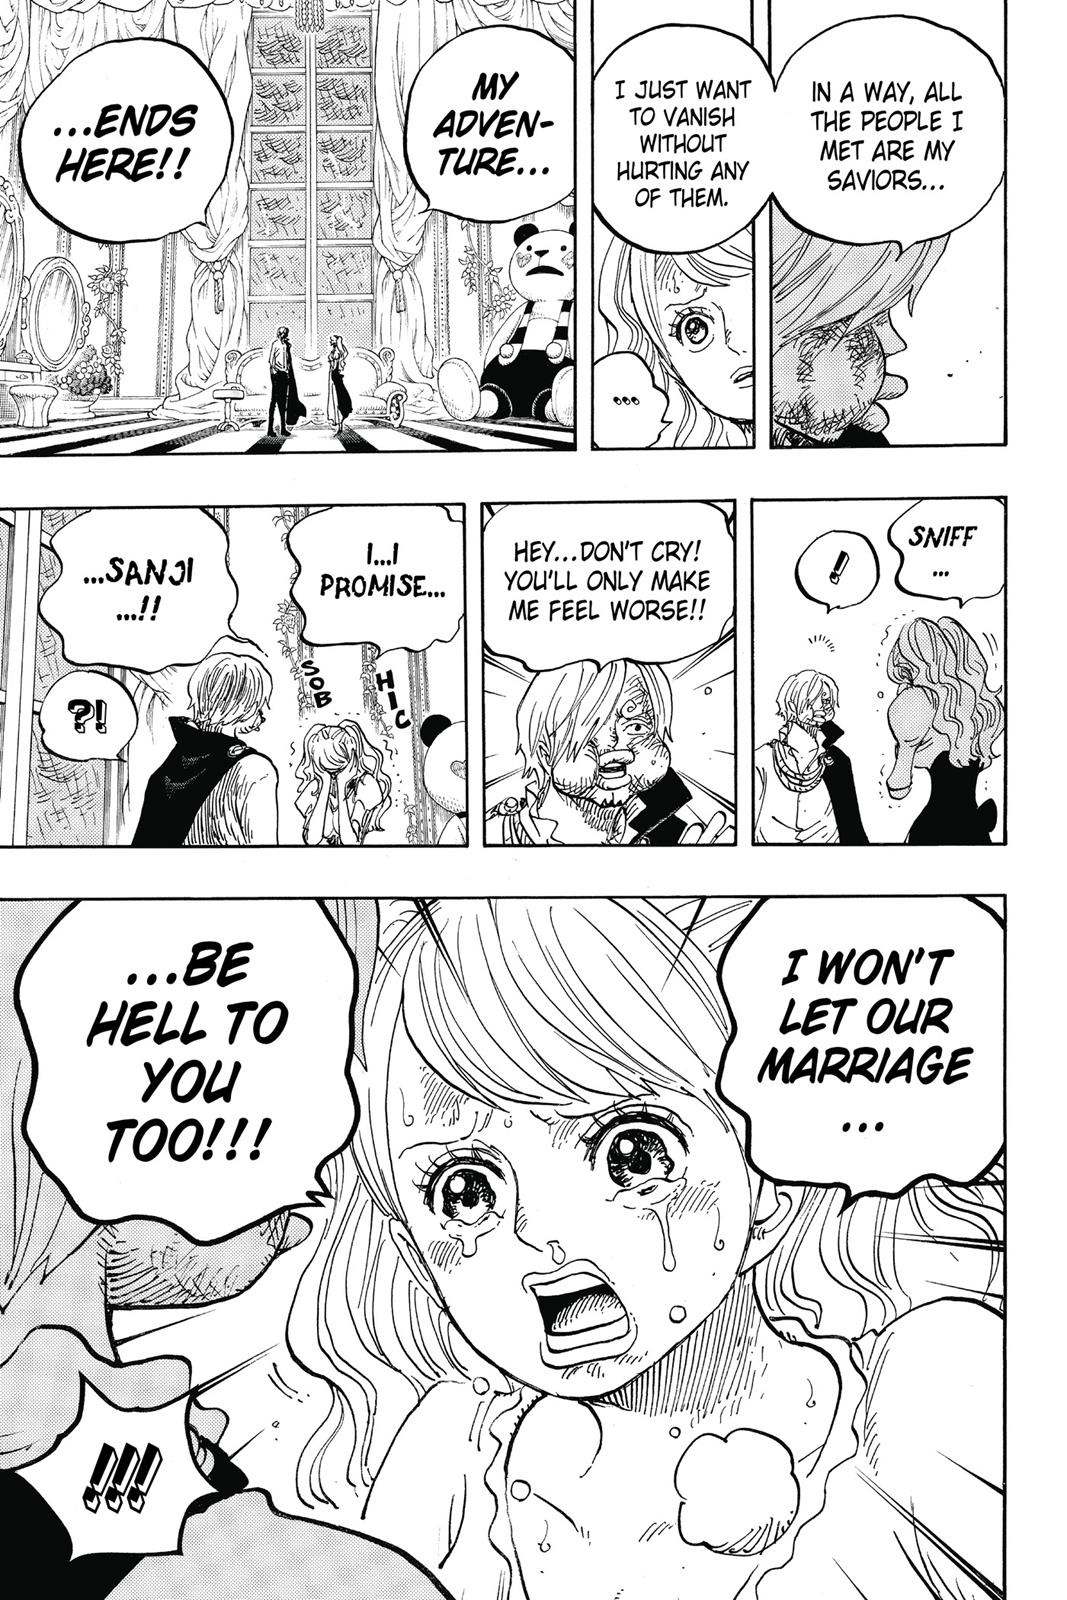 IN A WAY, ALL
THE PEOPLE I
MET ARE MY
SAVIORS...
I JUST WANT
TO VANISH
WITHOUT
HURTING ANY
OF THEM.
...
MY
ADVEN-
TURE...
...ENDS
HERE!!
SNIFF
...
!
HEY...DON'T CRY!
YOU'LL ONLY MAKE
ME FEEL WORSE!!
I...I
PROMISE...
HIC
SOB
...SANJI
...!!
?!
I WON'T
LET OUR
MARRIAGE
...
...BE
HELL TO
YOU
TOO!!!
!!!